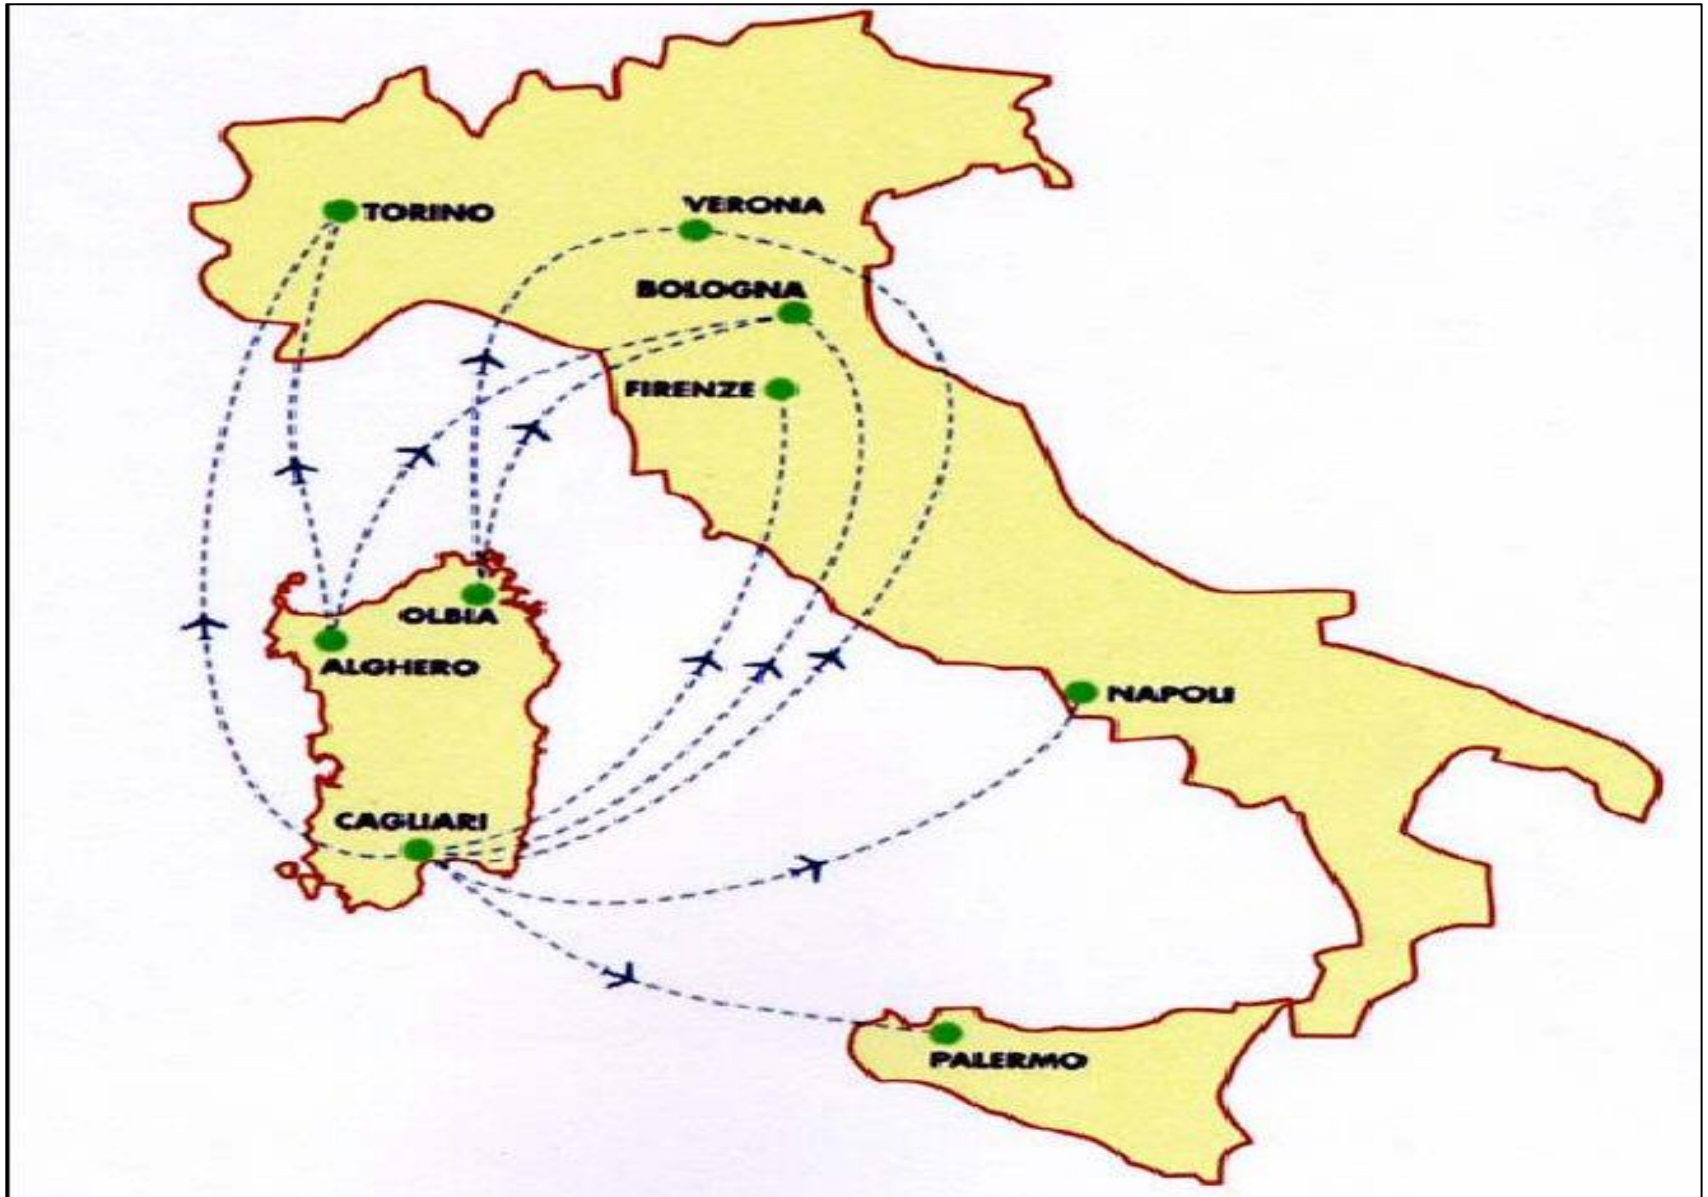 VERONA
TORINO
BOLOGNA
FIRENZE
OLBIA
ALGHERO
NAPOLI
CAGLIARI
PALERMO